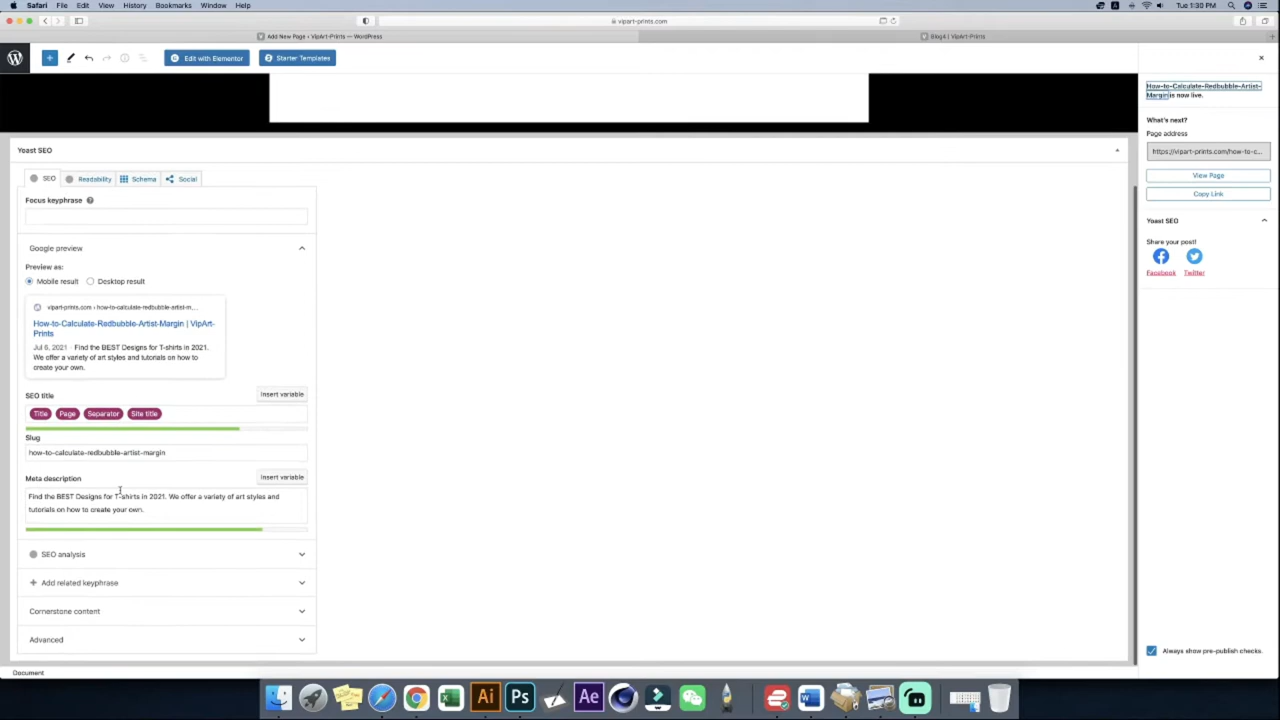 Safari File Edit View History Bookmarks Window Help
Tue 1:30 PM
vipart-prints.com
Add New Page ‹ VipArt-Prints — WordPress
Blog4 | VipArt-Prints
Edit with Elementor
Starter Templates
How-to-Calculate-Redbubble-Artist-
Margin is now live.
What's next?
Page address
https://vipart-prints.com/how-to-c...
View Page
Copy Link
Yoast SEO
Share your post!
Facebook Twitter
Always show pre-publish checks.
Yoast SEO
SEO Readability Schema Social
Focus keyphrase
Google preview
Preview as:
Mobile result Desktop result
vipart-prints.com › how-to-calculate-redbubble-artist-m...
How-to-Calculate-Redbubble-Artist-Margin | VipArt-
Prints
Jul 6, 2021 · Find the BEST Designs for T-shirts in 2021.
We offer a variety of art styles and tutorials on how to
create your own.
Insert variable
SEO title
Title Page Separator Site title
Slug
how-to-calculate-redbubble-artist-margin
Meta description
Insert variable
Find the BEST Designs for T-shirts in 2021. We offer a variety of art styles and
tutorials on how to create your own.
SEO analysis
Add related keyphrase
Cornerstone content
Advanced
Document
Ai Ps Ae